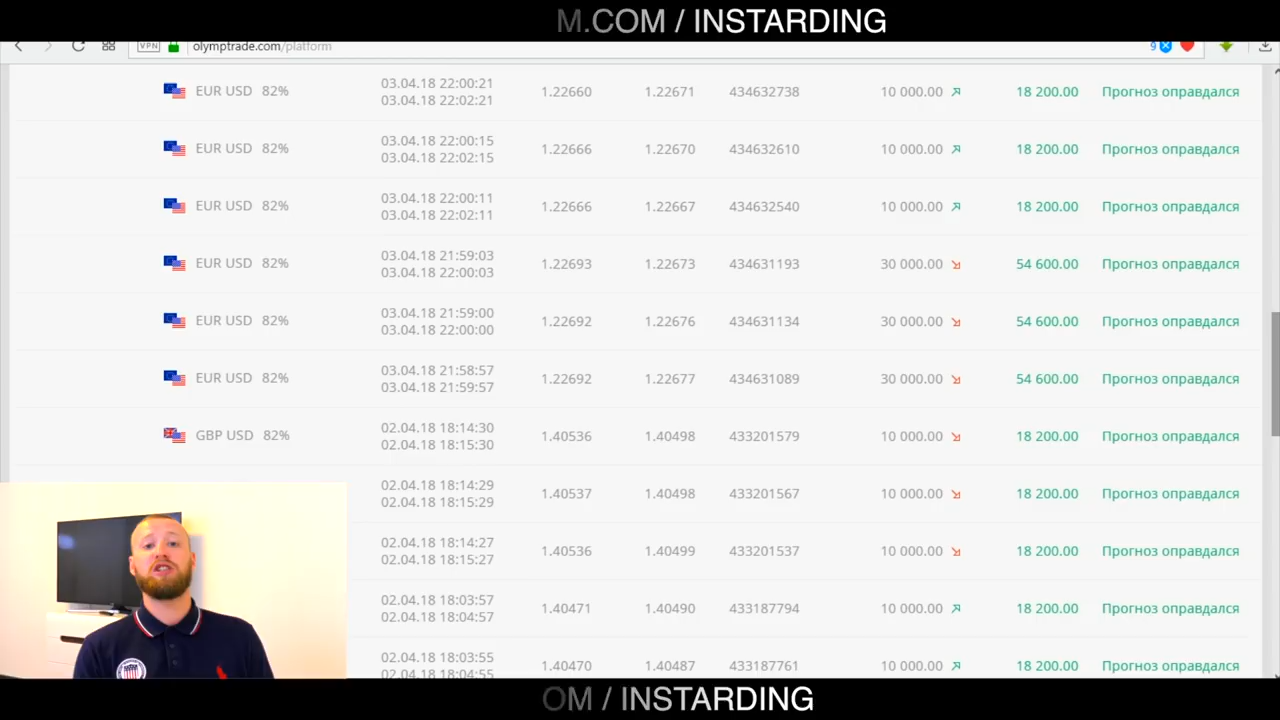 M.COM / INSTARDING
VPN olymptrade.com/platform 9
EUR USD 82% 03.04.18 22:00:21 1.22660 1.22671 434632738 10 000.00 18 200.00 Прогноз оправдался
03.04.18 22:02:21
EUR USD 82% 03.04.18 22:00:15 1.22666 1.22670 434632610 10 000.00 18 200.00 Прогноз оправдался
03.04.18 22:02:15
EUR USD 82% 03.04.18 22:00:11 1.22666 1.22667 434632540 10 000.00 18 200.00 Прогноз оправдался
03.04.18 22:02:11
EUR USD 82% 03.04.18 21:59:03 1.22693 1.22673 434631193 30 000.00 54 600.00 Прогноз оправдался
03.04.18 22:00:03
EUR USD 82% 03.04.18 21:59:00 1.22692 1.22676 434631134 30 000.00 54 600.00 Прогноз оправдался
03.04.18 22:00:00
EUR USD 82% 03.04.18 21:58:57 1.22692 1.22677 434631089 30 000.00 54 600.00 Прогноз оправдался
03.04.18 21:59:57
GBP USD 82% 02.04.18 18:14:30 1.40536 1.40498 433201579 10 000.00 18 200.00 Прогноз оправдался
02.04.18 18:15:30
02.04.18 18:14:29 1.40537 1.40498 433201567 10 000.00 18 200.00 Прогноз оправдался
02.04.18 18:15:29
02.04.18 18:14:27 1.40536 1.40499 433201537 10 000.00 18 200.00 Прогноз оправдался
02.04.18 18:15:27
02.04.18 18:03:57 1.40471 1.40490 433187794 10 000.00 18 200.00 Прогноз оправдался
02.04.18 18:04:57
02.04.18 18:03:55 1.40470 1.40487 433187761 10 000.00 18 200.00 Прогноз оправдался
02.04.18 18:04:55
OM / INSTARDING